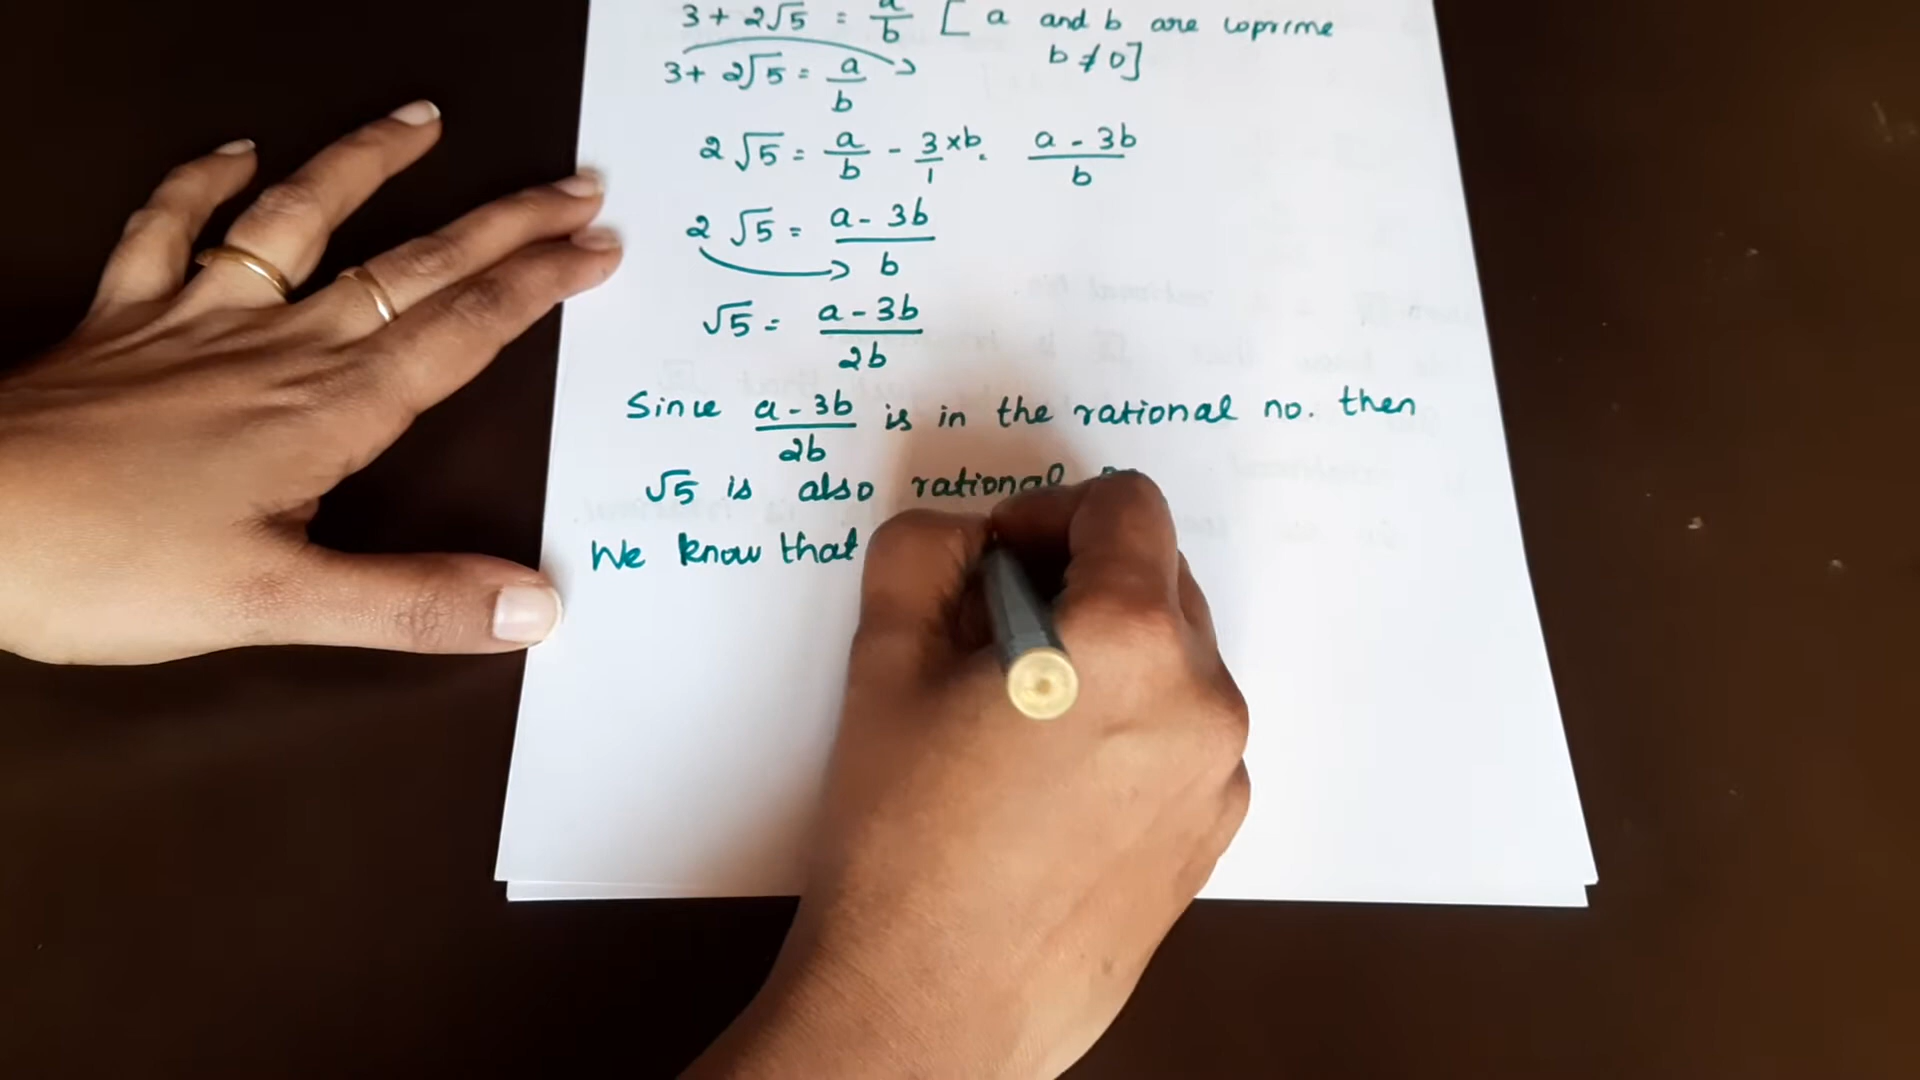 3 + 2√5 = a/b [ a and b are coprime
b ≠ 0]
3 + 2√5 = a/b
2√5 = a/b - 3/1 ×b. a - 3b/b
2√5 = a - 3b/b
√5 = a - 3b/2b
Since a - 3b/2b is in the rational no. then
√5 is also rational
We know that